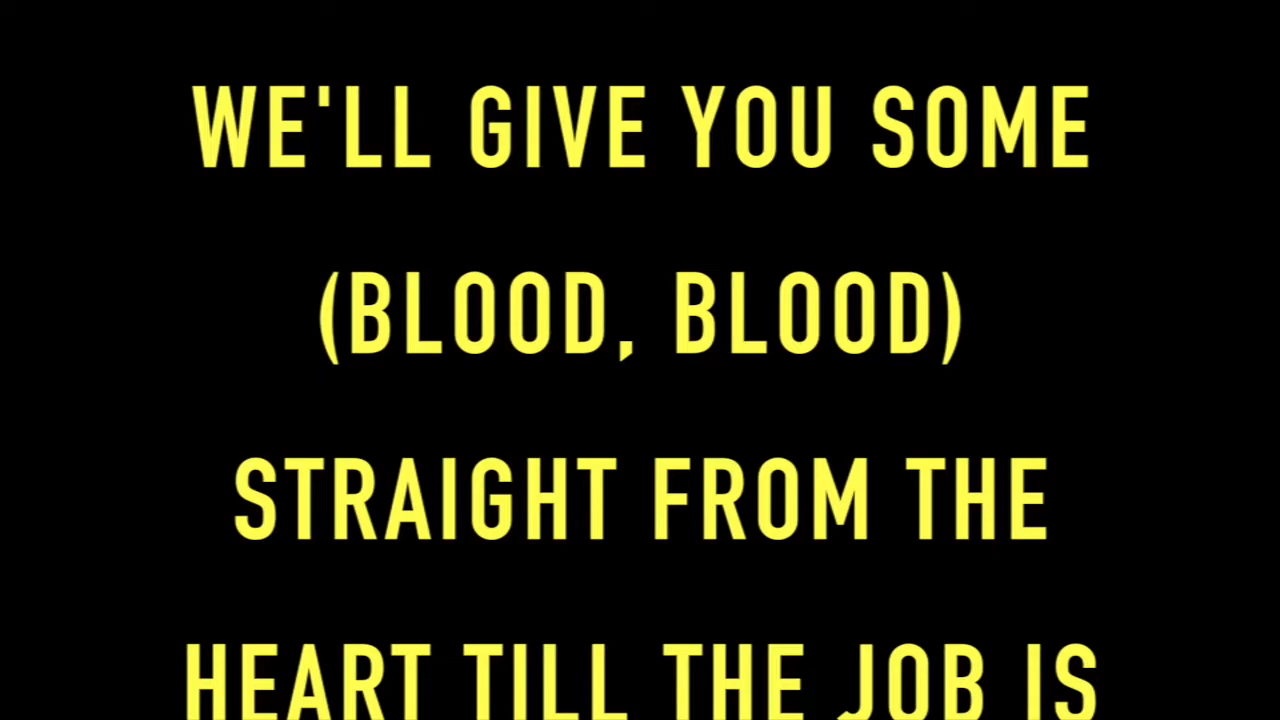 WE'LL GIVE YOU SOME
(BLOOD, BLOOD)
STRAIGHT FROM THE
HEART TILL THE JOB IS